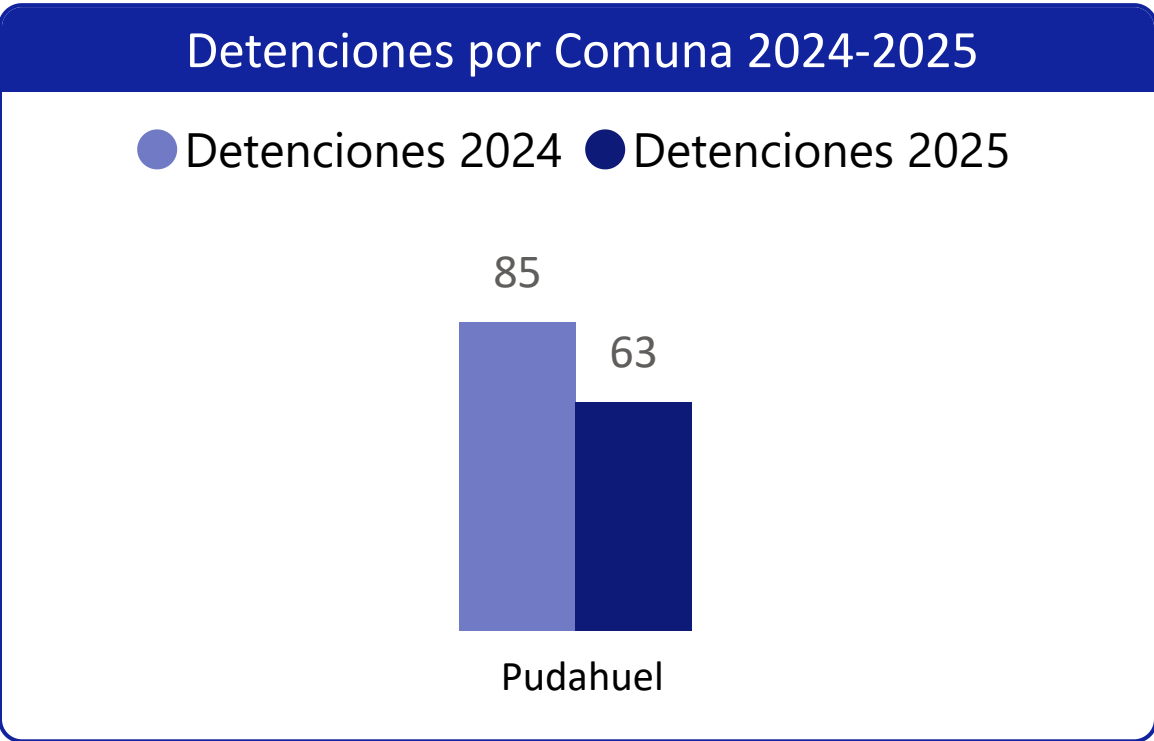 Detenciones por Comuna 2024-2025
Detenciones 2024 Detenciones 2025
85
63
Pudahuel